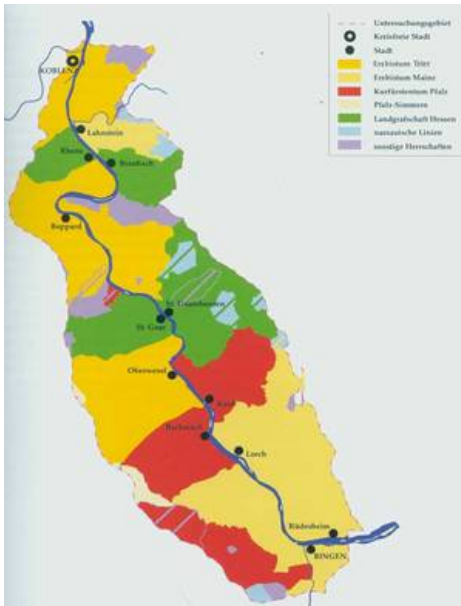 Untersuchungsgebiet
Kreisfreie Stadt
Stadt
Erzbistum Trier
Erzbistum Mainz
Kurfürstentum Pfalz
Pfalz-Simmern
Landgrafschaft Hessen
nassauische Linien
sonstige Herrschaften
KOBLENZ
Lahnstein
Rhens
Braubach
Boppard
St. Goarshausen
St. Goar
Oberwesel
Kaub
Bacharach
Lorch
Rüdesheim
BINGEN